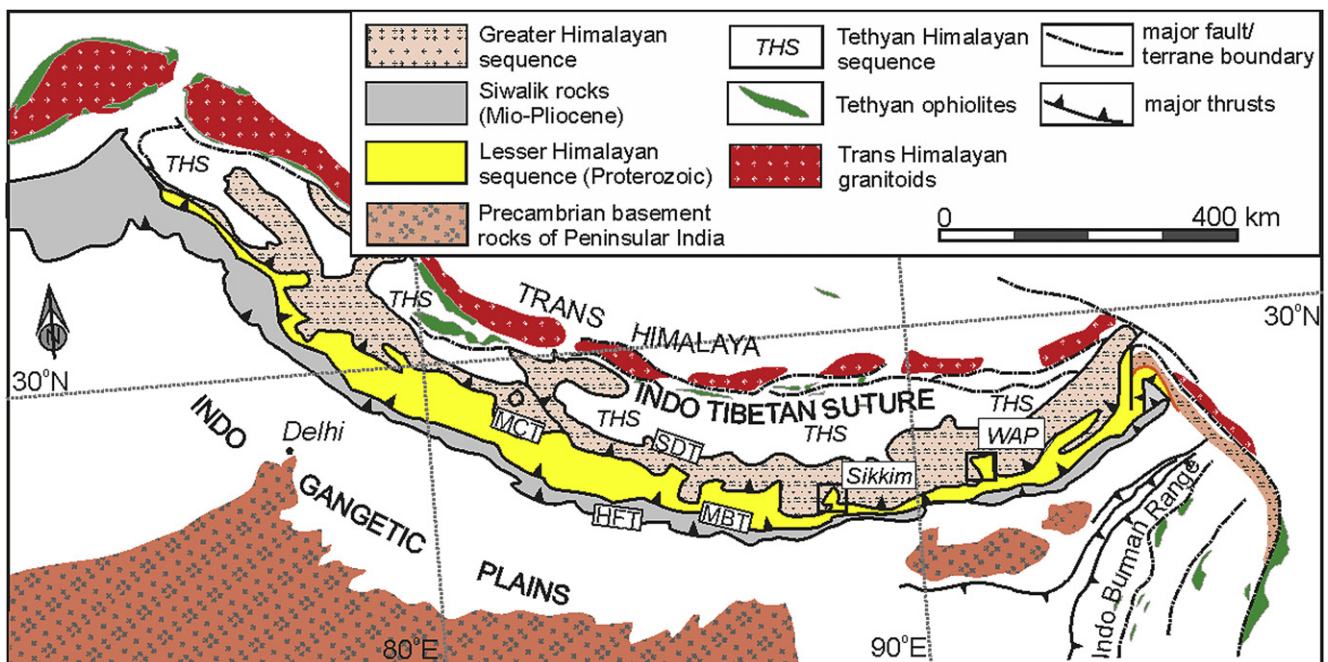 Greater Himalayan
sequence
Siwalik rocks
(Mio-Pliocene)
Lesser Himalayan
sequence (Proterozoic)
Precambrian basement
rocks of Peninsular India
THS
Tethyan Himalayan
sequence
Tethyan ophiolites
Trans Himalayan
granitoids
major fault/
terrane boundary
major thrusts
0
400 km
THS
THS
TRANS
HIMALAYA
30°N
N
30°N
INDO TIBETAN SUTURE
THS
THS
THS
INDO
GANGETIC
PLAINS
Delhi
MCT
SDT
WAP
Sikkim
HFT
MBT
Indo Burman Range
80°E
90°E